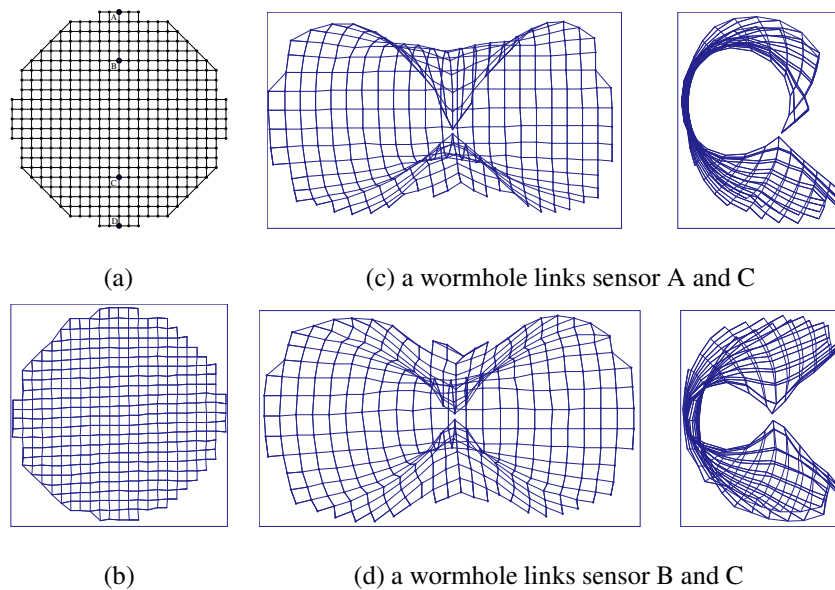 A
B
C
D
(a)
(c) a wormhole links sensor A and C
(b)
(d) a wormhole links sensor B and C